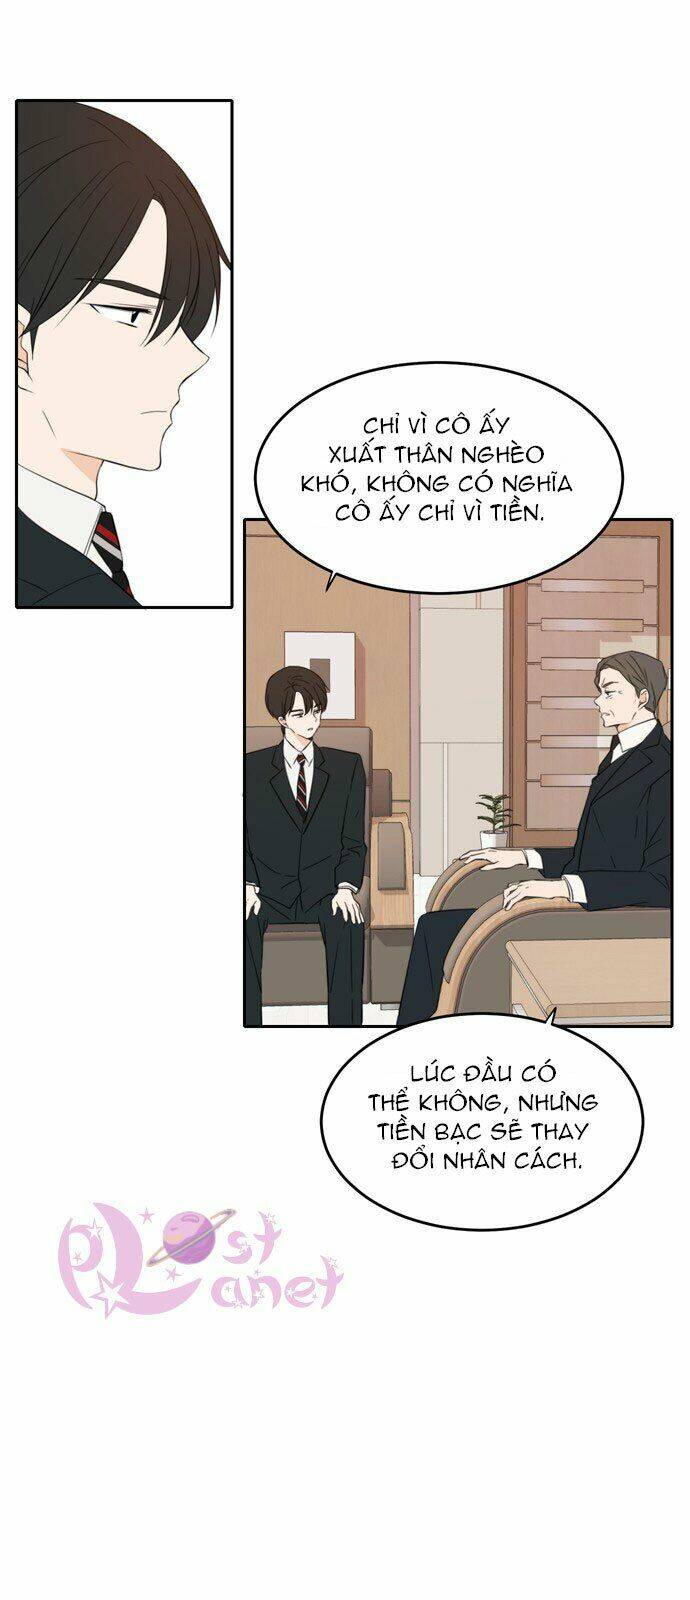 CHỈ VÌ CÔ ẤY
XUẤT THÂN NGHÈO
KHÓ, KHÔNG CÓ NGHĨA
CÔ ẤY CHỈ VÌ TIỀN.
LÚC ĐẦU CÓ
THỂ KHÔNG, NHƯNG
TIỀN BẠC SẼ THAY
ĐỔI NHÂN CÁCH.
Lost
Planet